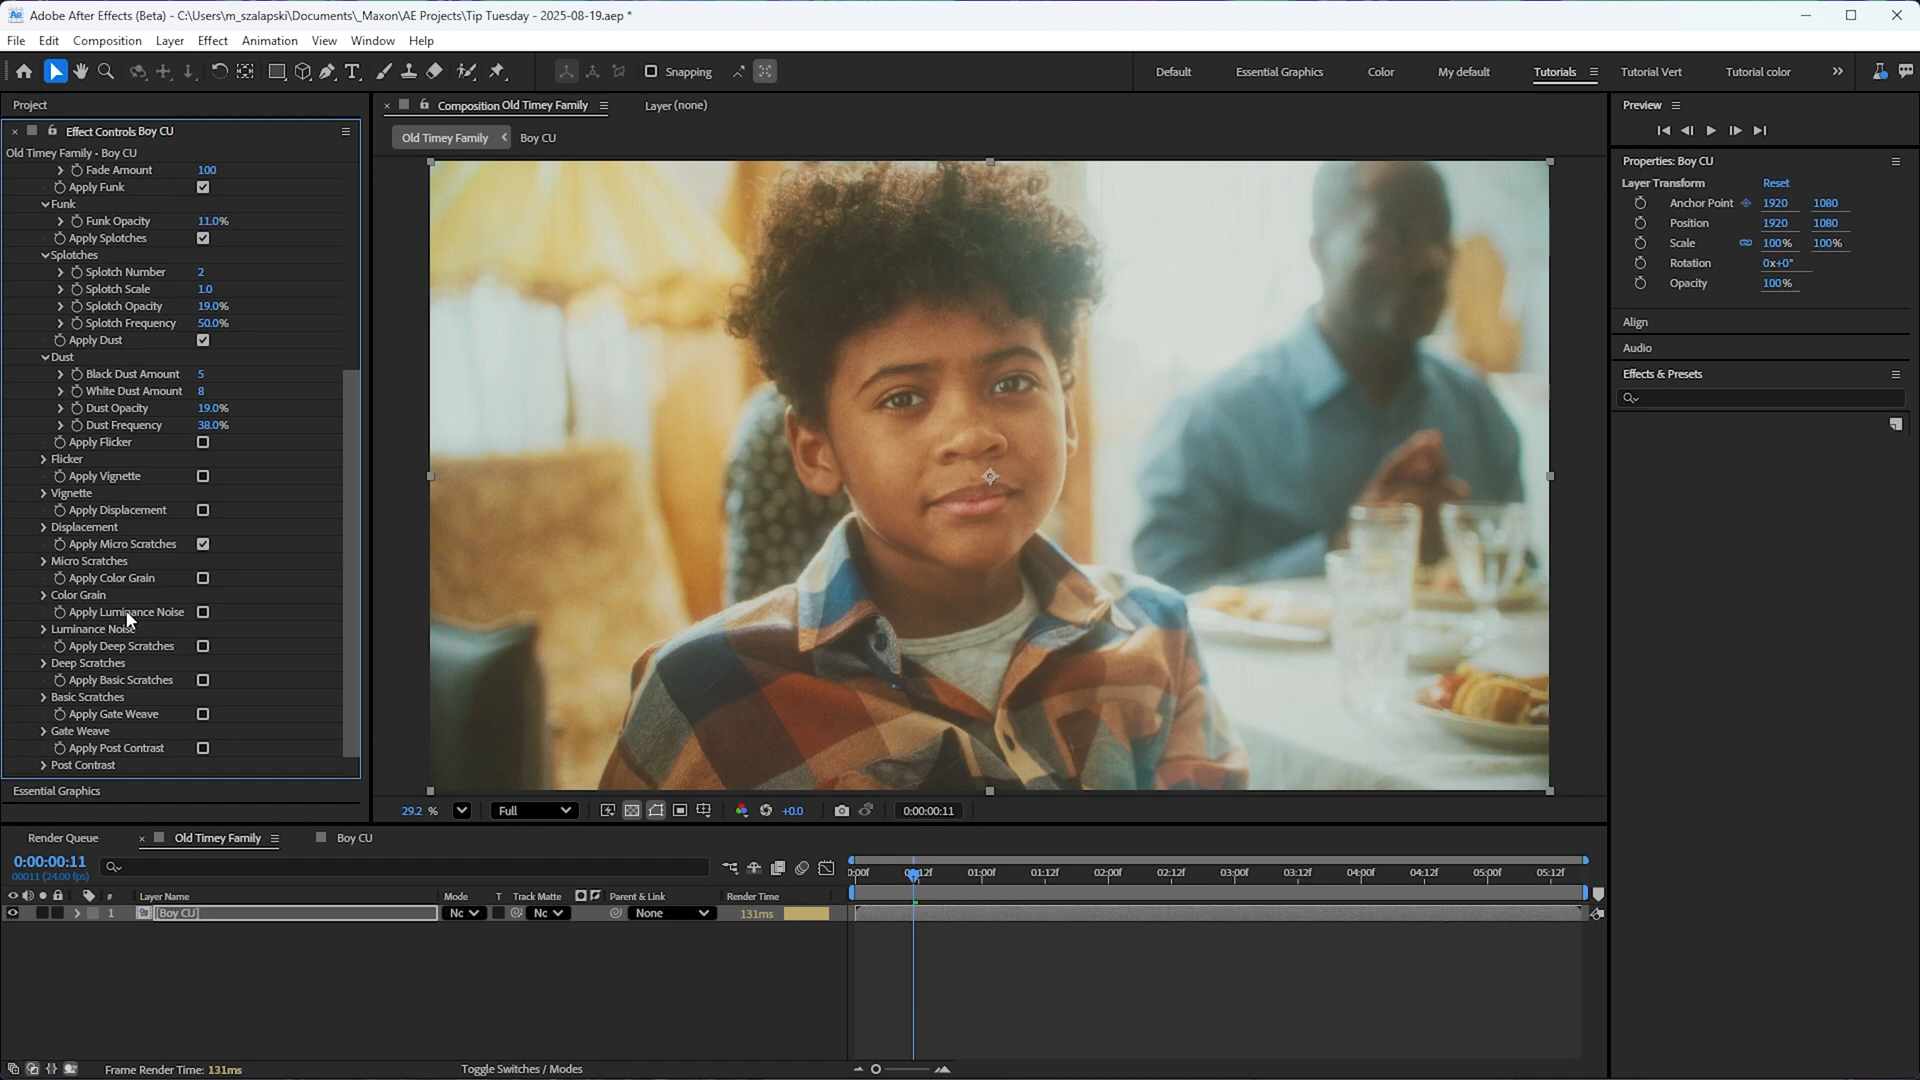 Adobe After Effects (Beta) - C:\Users\m_szalapski\Documents\_Maxon\AE Projects\Tip Tuesday - 2025-08-19.aep *
File Edit Composition Layer Effect Animation View Window Help
Snapping Default Essential Graphics Color My default Tutorials Tutorial Vert Tutorial color
Project
Effect Controls Boy CU
Old Timey Family - Boy CU
Fade Amount 100
Apply Funk
Funk
Funk Opacity 11.0%
Apply Splotches
Splotches
Splotch Number 2
Splotch Scale 1.0
Splotch Opacity 19.0%
Splotch Frequency 50.0%
Apply Dust
Dust
Black Dust Amount 5
White Dust Amount 8
Dust Opacity 19.0%
Dust Frequency 38.0%
Apply Flicker
Flicker
Apply Vignette
Vignette
Apply Displacement
Displacement
Apply Micro Scratches
Micro Scratches
Apply Color Grain
Color Grain
Apply Luminance Noise
Luminance Noise
Apply Deep Scratches
Deep Scratches
Apply Basic Scratches
Basic Scratches
Apply Gate Weave
Gate Weave
Apply Post Contrast
Post Contrast
Essential Graphics
Composition Old Timey Family Layer (none)
Old Timey Family Boy CU
29.2 % Full +0.0 0:00:00:11
Preview
Properties: Boy CU
Layer Transform Reset
Anchor Point 1920 1080
Position 1920 1080
Scale 100% 100%
Rotation 0x+0°
Opacity 100%
Align
Audio
Effects & Presets
Render Queue Old Timey Family Boy CU
0:00:00:11
00011 (24.00 fps)
# Layer Name Mode T Track Matte Parent & Link Render Time
1 [Boy CU] Nc Nc None 131ms
01:00f 01:12f 02:00f 02:12f 03:00f 03:12f 04:00f 04:12f 05:00f 05:12f
Frame Render Time: 131ms Toggle Switches / Modes